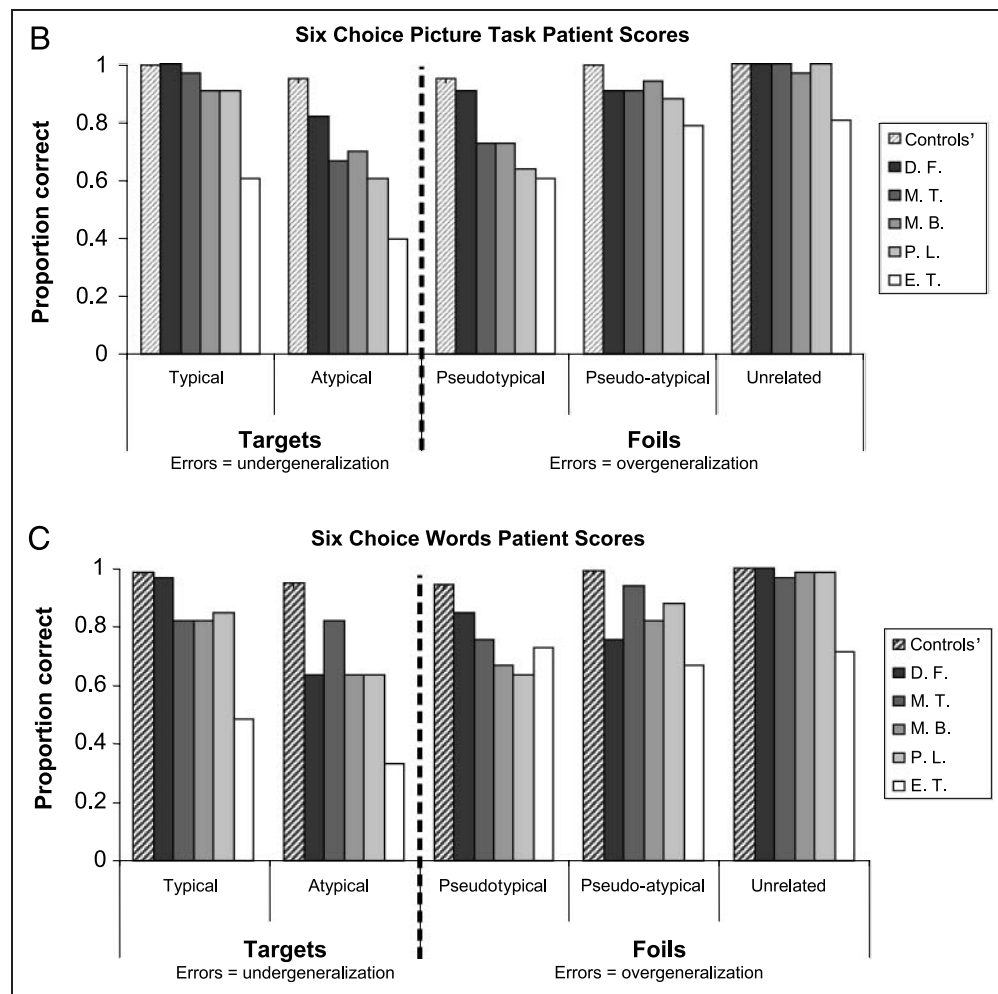 B
Six Choice Picture Task Patient Scores
Proportion correct
1
0.8
0.6
0.4
0.2
0
Typical
Atypical
Pseudotypical
Pseudo-atypical
Unrelated
Targets
Foils
Errors = undergeneralization
Errors = overgeneralization
Controls'
D. F.
M. T.
M. B.
P. L.
E. T.
C
Six Choice Words Patient Scores
Proportion correct
1
0.8
0.6
0.4
0.2
0
Typical
Atypical
Pseudotypical
Pseudo-atypical
Unrelated
Targets
Foils
Errors = undergeneralization
Errors = overgeneralization
Controls'
D. F.
M. T.
M. B.
P. L.
E. T.